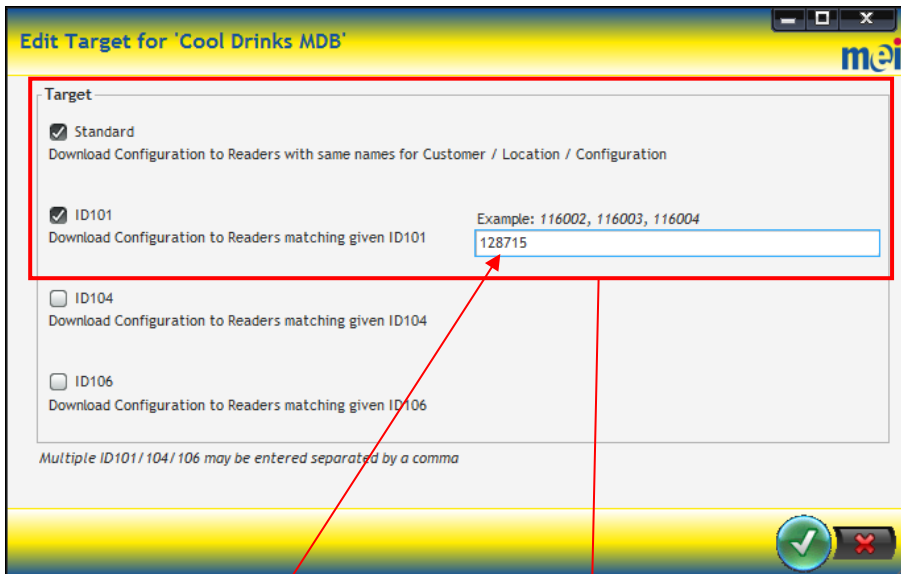 Edit Target for 'Cool Drinks MDB'
mei
Target
Standard
Download Configuration to Readers with same names for Customer / Location / Configuration
ID101
Example: 116002, 116003, 116004
Download Configuration to Readers matching given ID101
128715
ID104
Download Configuration to Readers matching given ID104
ID106
Download Configuration to Readers matching given ID106
Multiple ID101/104/106 may be entered separated by a comma